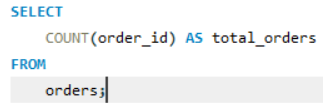 SELECT
    COUNT(order_id) AS total_orders
FROM
    orders;